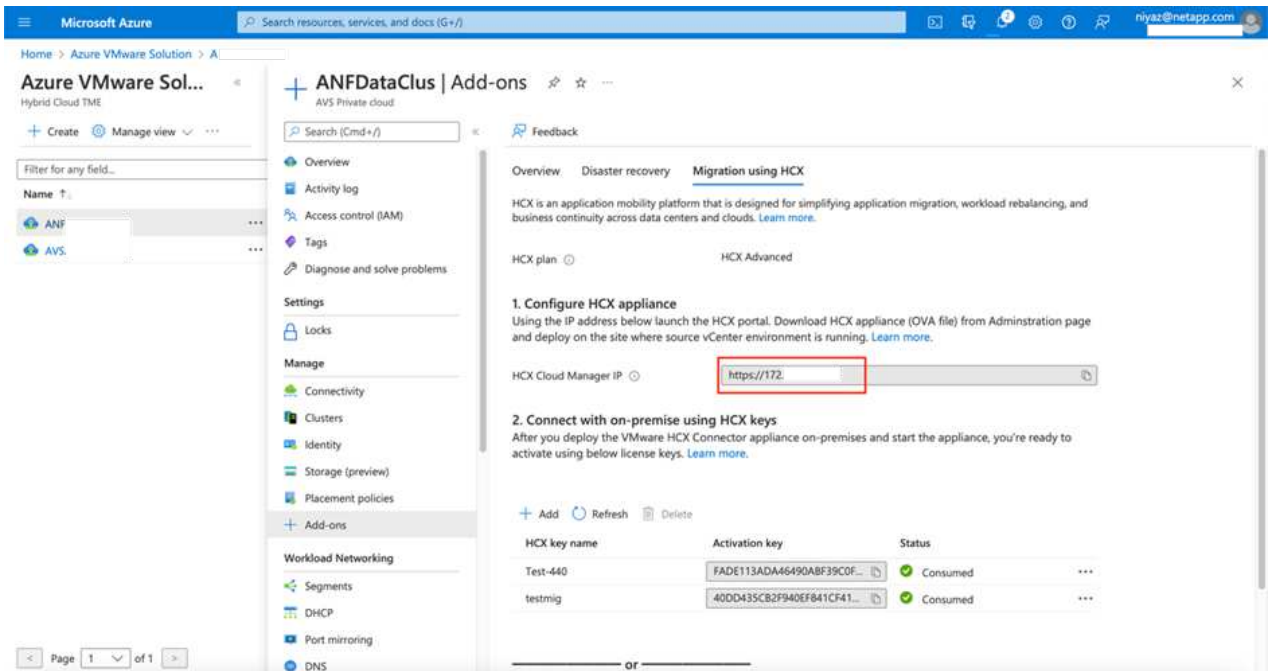 Microsoft Azure
Search resources, services, and docs (G+/)
2
niyaz@netapp.com
Home > Azure VMware Solution > A
Azure VMware Sol...
Hybrid Cloud TME
Create
Manage view
Filter for any field...
Name ↑
ANF
AVS.
< Page 1 of 1 >
ANFDataClus | Add-ons
AVS Private cloud
Search (Cmd+/)
Overview
Activity log
Access control (IAM)
Tags
Diagnose and solve problems
Settings
Locks
Manage
Connectivity
Clusters
Identity
Storage (preview)
Placement policies
Add-ons
Workload Networking
Segments
DHCP
Port mirroring
DNS
Feedback
Overview Disaster recovery Migration using HCX
HCX is an application mobility platform that is designed for simplifying application migration, workload rebalancing, and
business continuity across data centers and clouds. Learn more.
HCX plan HCX Advanced
1. Configure HCX appliance
Using the IP address below launch the HCX portal. Download HCX appliance (OVA file) from Adminstration page
and deploy on the site where source vCenter environment is running. Learn more.
HCX Cloud Manager IP https://172.
2. Connect with on-premise using HCX keys
After you deploy the VMware HCX Connector appliance on-premises and start the appliance, you're ready to
activate using below license keys. Learn more.
Add Refresh Delete
HCX key name Activation key Status
Test-440 FADE113ADA46490ABF39C0F... Consumed
testmig 40DD435CB2F940EF841CF41... Consumed
or